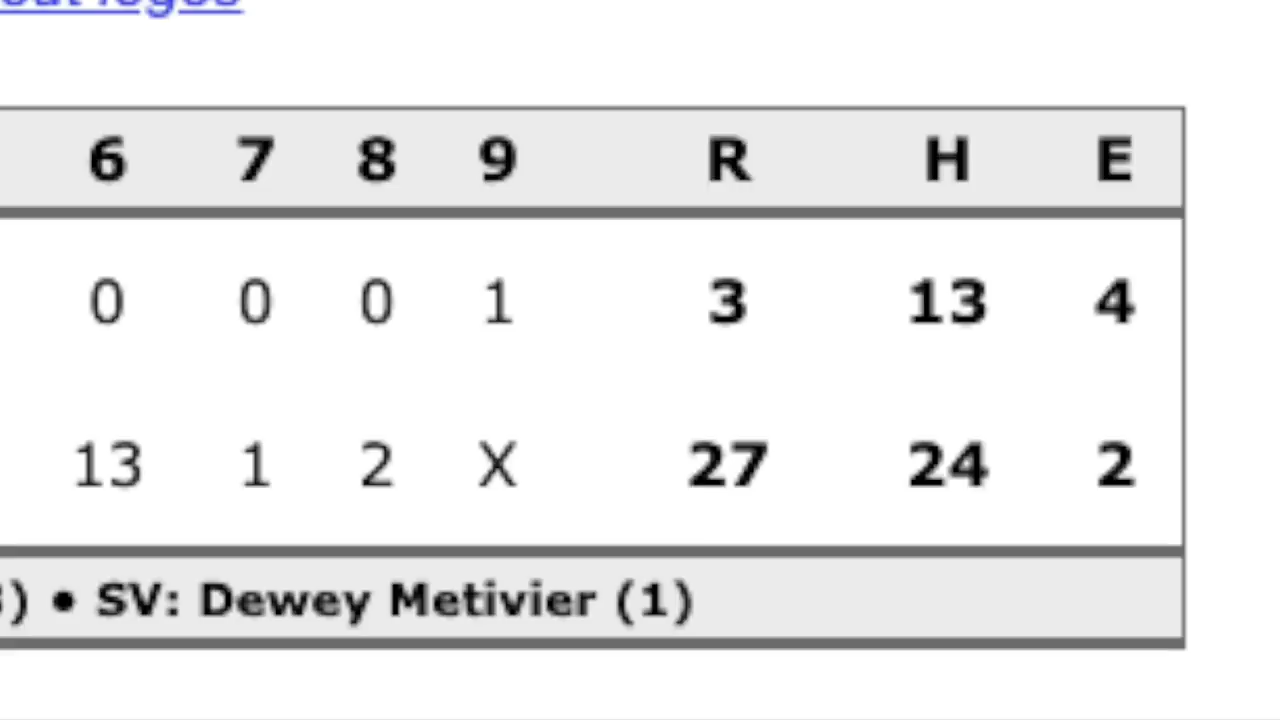 6 7 8 9 R H E
0 0 0 1 3 13 4
13 1 2 X 27 24 2
) • SV: Dewey Metivier (1)